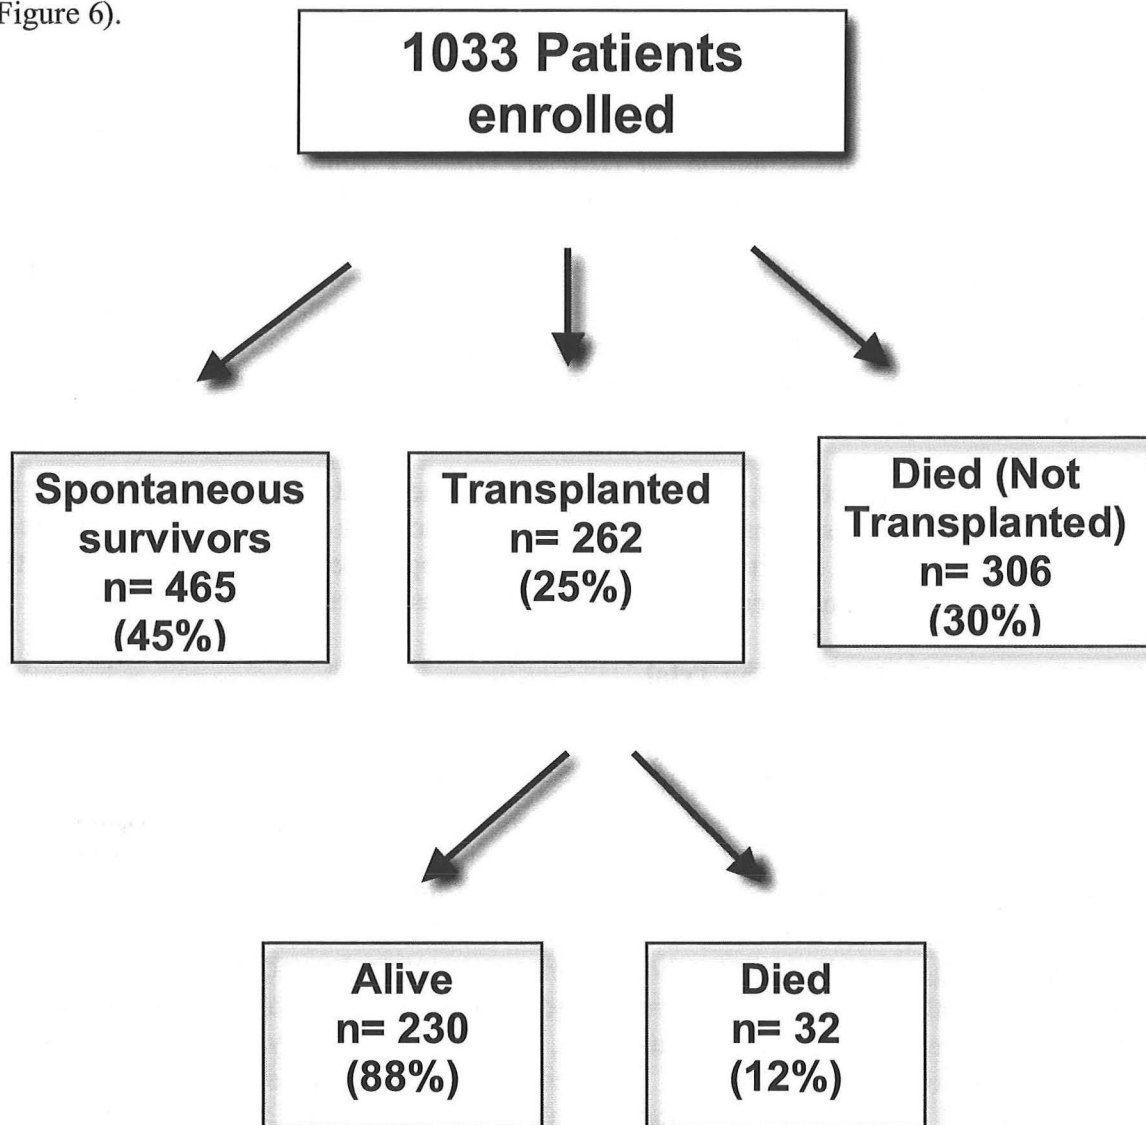 Figure 6).
1033 Patients
enrolled
Spontaneous
survivors
n= 465
(45%)
Transplanted
n= 262
(25%)
Died (Not
Transplanted)
n= 306
(30%)
Alive
n= 230
(88%)
Died
n= 32
(12%)